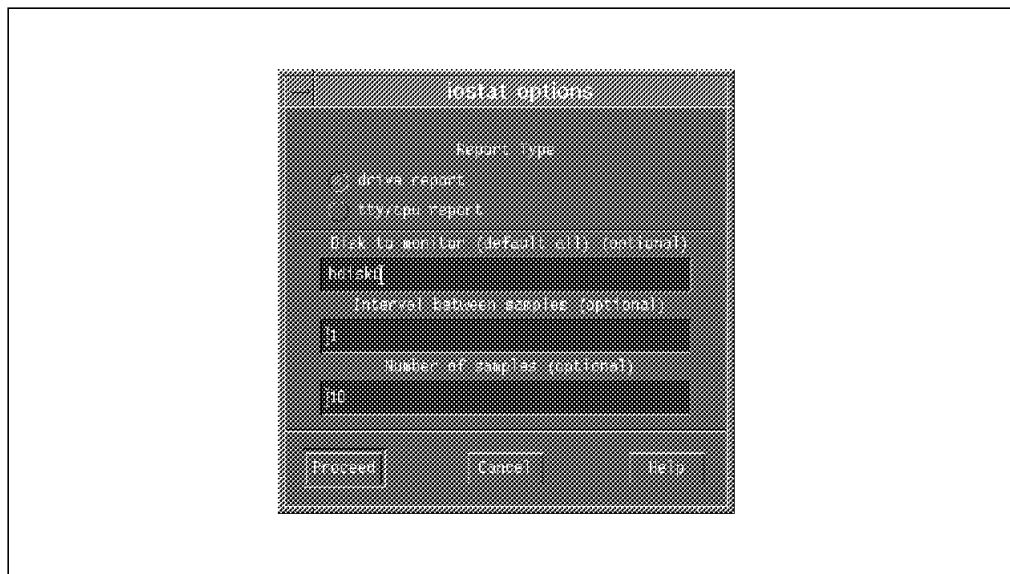 iostat options
Report Type
drive report
tty/cpu report
Disk to monitor (default all) (optional)
hdisk0
Interval between samples (optional)
1
Number of samples (optional)
10
Proceed
Cancel
Help